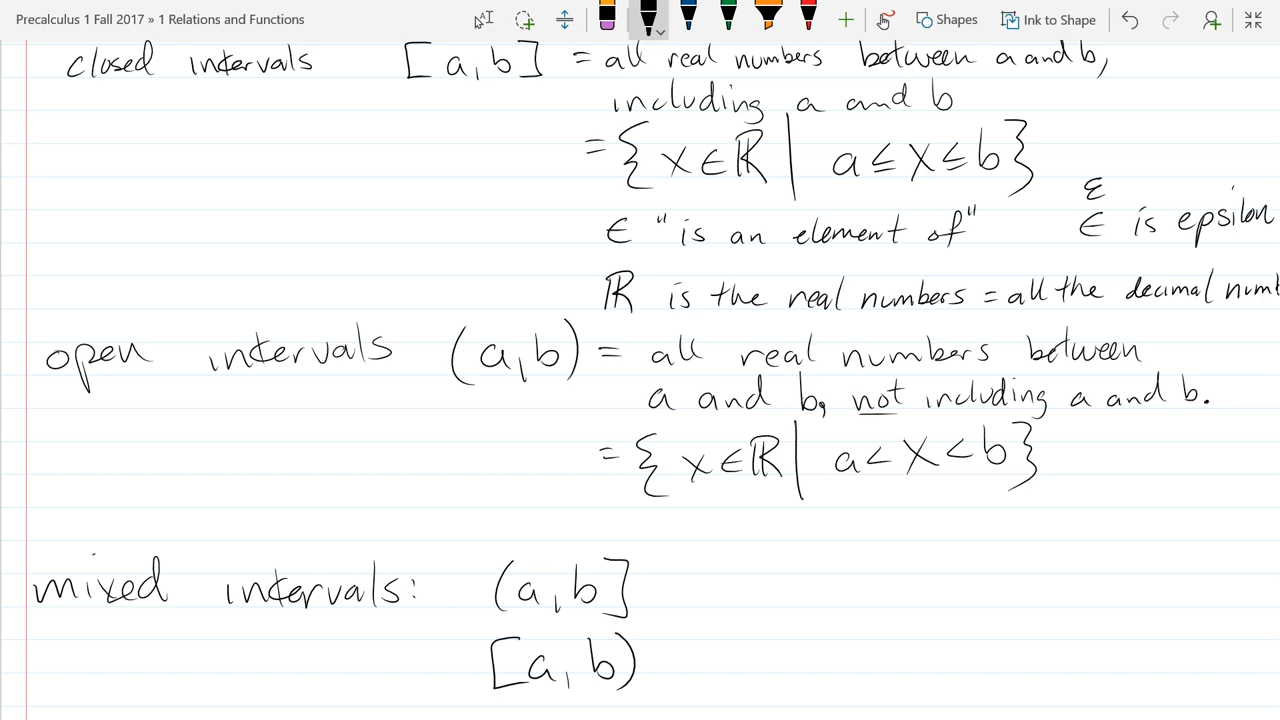 Precalculus 1 Fall 2017 » 1 Relations and Functions
Shapes
Ink to Shape
closed intervals [a,b] = all real numbers between a and b,
including a and b
= {x∈ℝ | a≤x≤b}
ε
∈ "is an element of" ϵ is epsilon
ℝ is the real numbers = all the decimal num
open intervals (a,b) = all real numbers between
a and b, not including a and b.
= {x∈ℝ | a<x<b}
mixed intervals: (a,b]
[a,b)